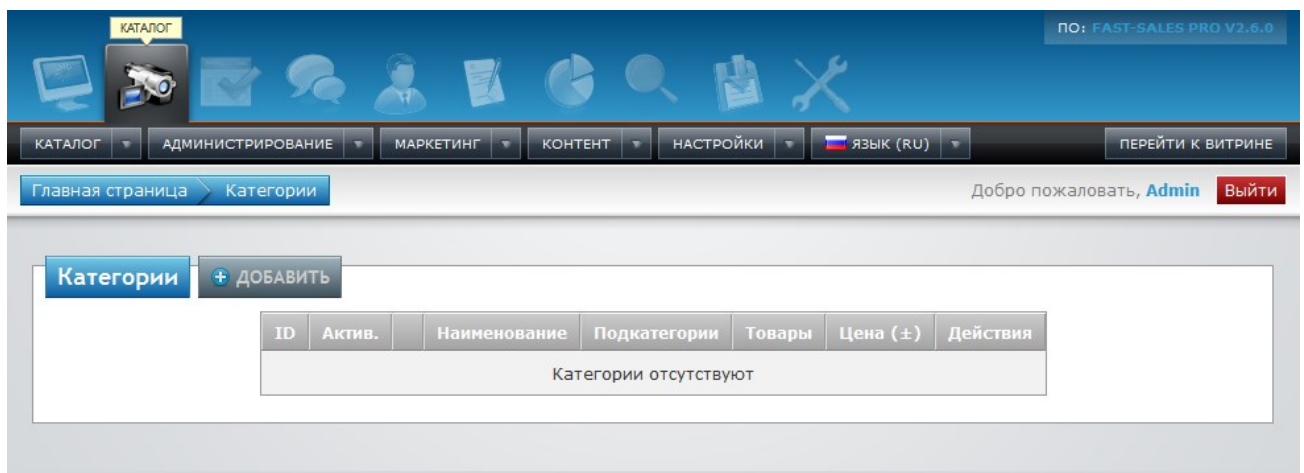 КАТАЛОГ
ПО: FAST-SALES PRO V2.6.0
КАТАЛОГ АДМИНИСТРИРОВАНИЕ МАРКЕТИНГ КОНТЕНТ НАСТРОЙКИ ЯЗЫК (RU) ПЕРЕЙТИ К ВИТРИНЕ
Главная страница Категории Добро пожаловать, Admin Выйти
Категории ДОБАВИТЬ
ID Актив. Наименование Подкатегории Товары Цена (±) Действия
Категории отсутствуют